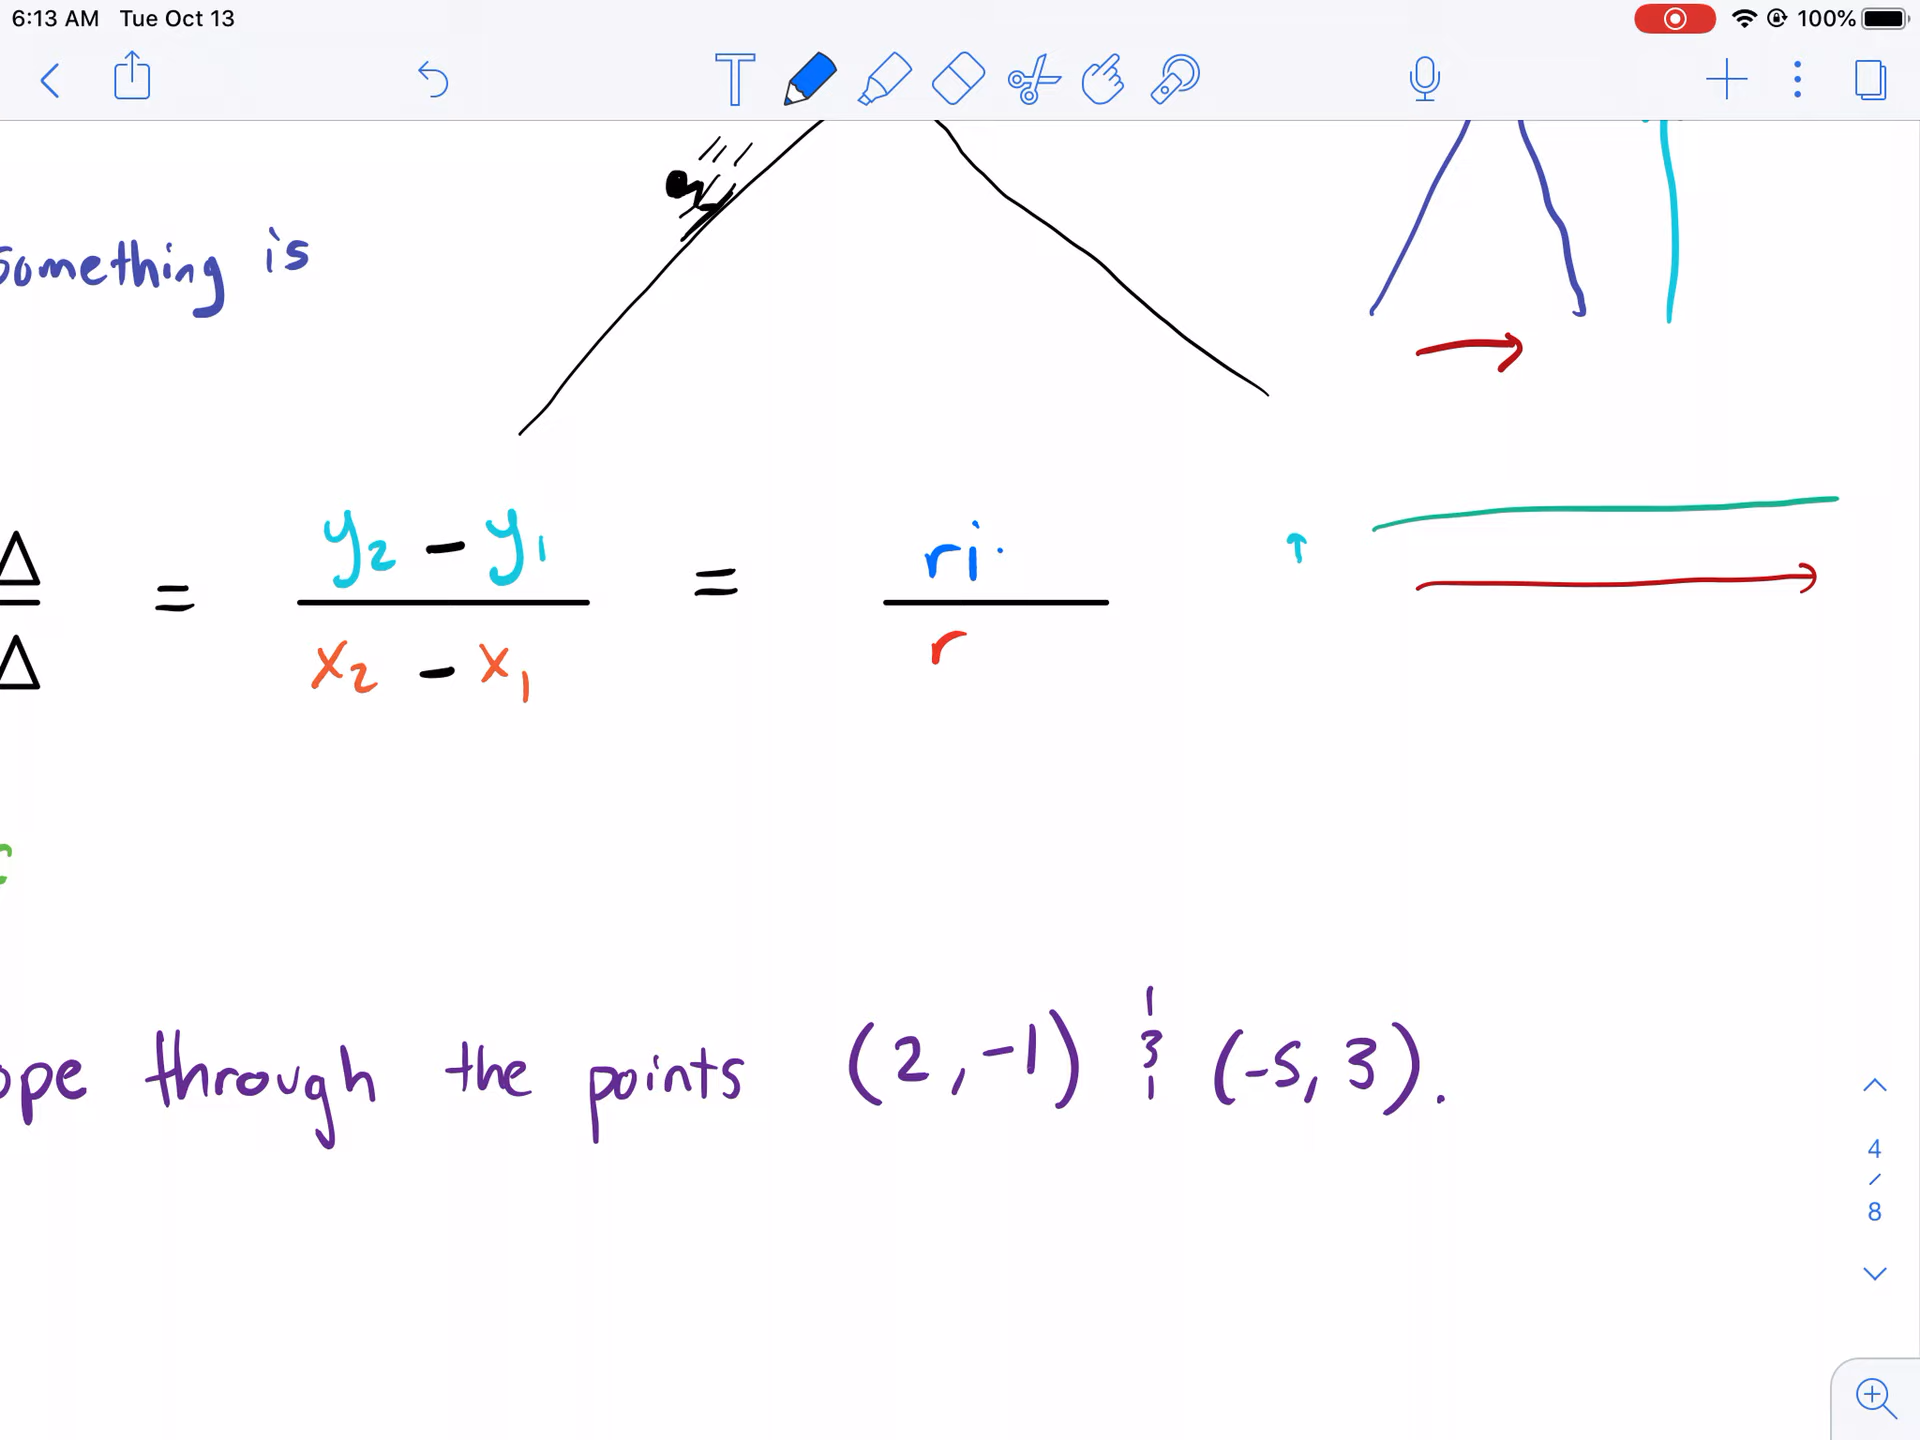 6:13 AM Tue Oct 13
100%
something is
Δ = y₂ - y₁ = ri
Δ x₂ - x₁ r
c
ope through the points (2, -1) & (-5, 3).
4
/
8